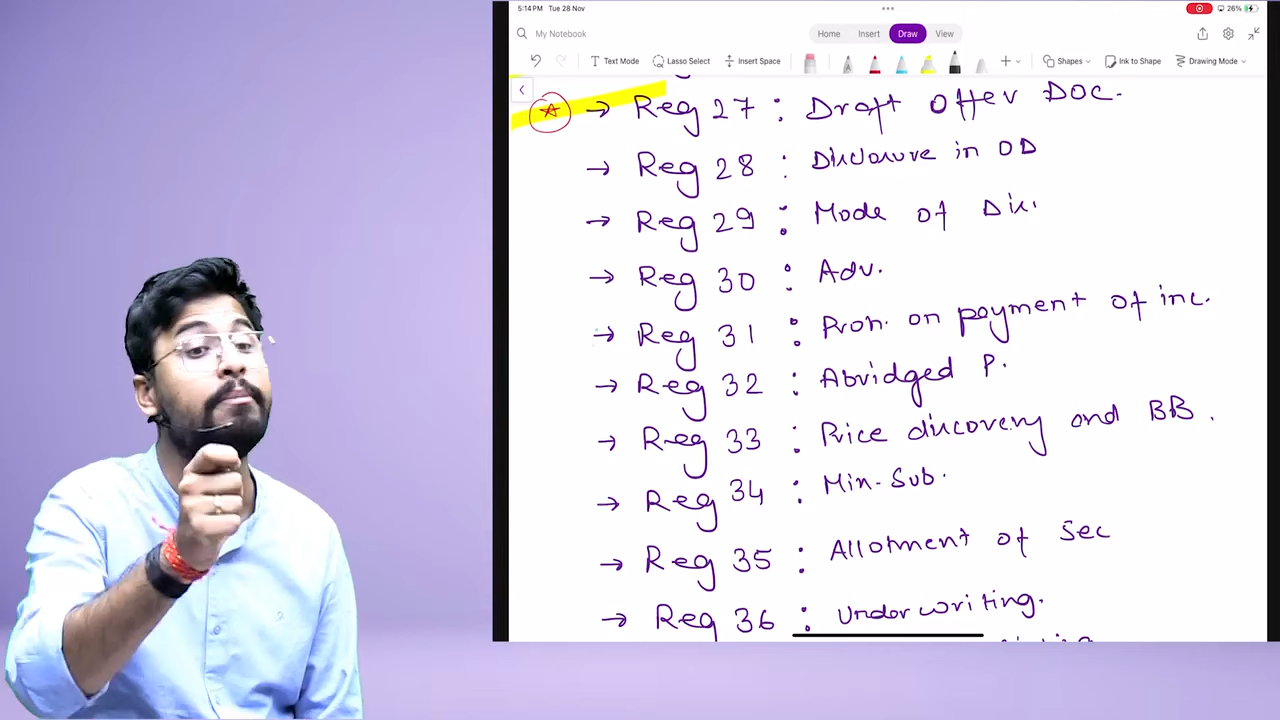 5:14 PM Tue 28 Nov
26%
My Notebook
Home Insert Draw View
Text Mode Lasso Select Insert Space Shapes Ink to Shape Drawing Mode
→ Reg 27 : Draft Offer DOC.
→ Reg 28 : Disclosure in OD
→ Reg 29 : Mode of Dis.
→ Reg 30 : Adv.
→ Reg 31 : Proh. on payment of inc.
→ Reg 32 : Abridged P.
→ Reg 33 : Price discovery and BB.
→ Reg 34 : Min. Sub.
→ Reg 35 : Allotment of Sec
→ Reg 36 : Underwriting.